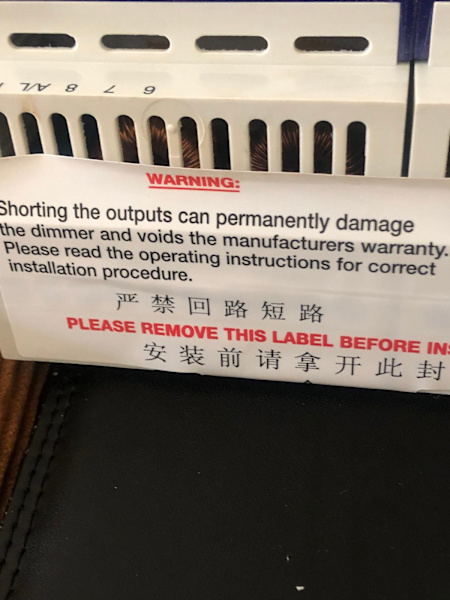 6 7 8
WARNING:
Shorting the outputs can permanently damage
the dimmer and voids the manufacturers warranty.
Please read the operating instructions for correct
installation procedure.
严禁回路短路
PLEASE REMOVE THIS LABEL BEFORE
安装前请拿开此封